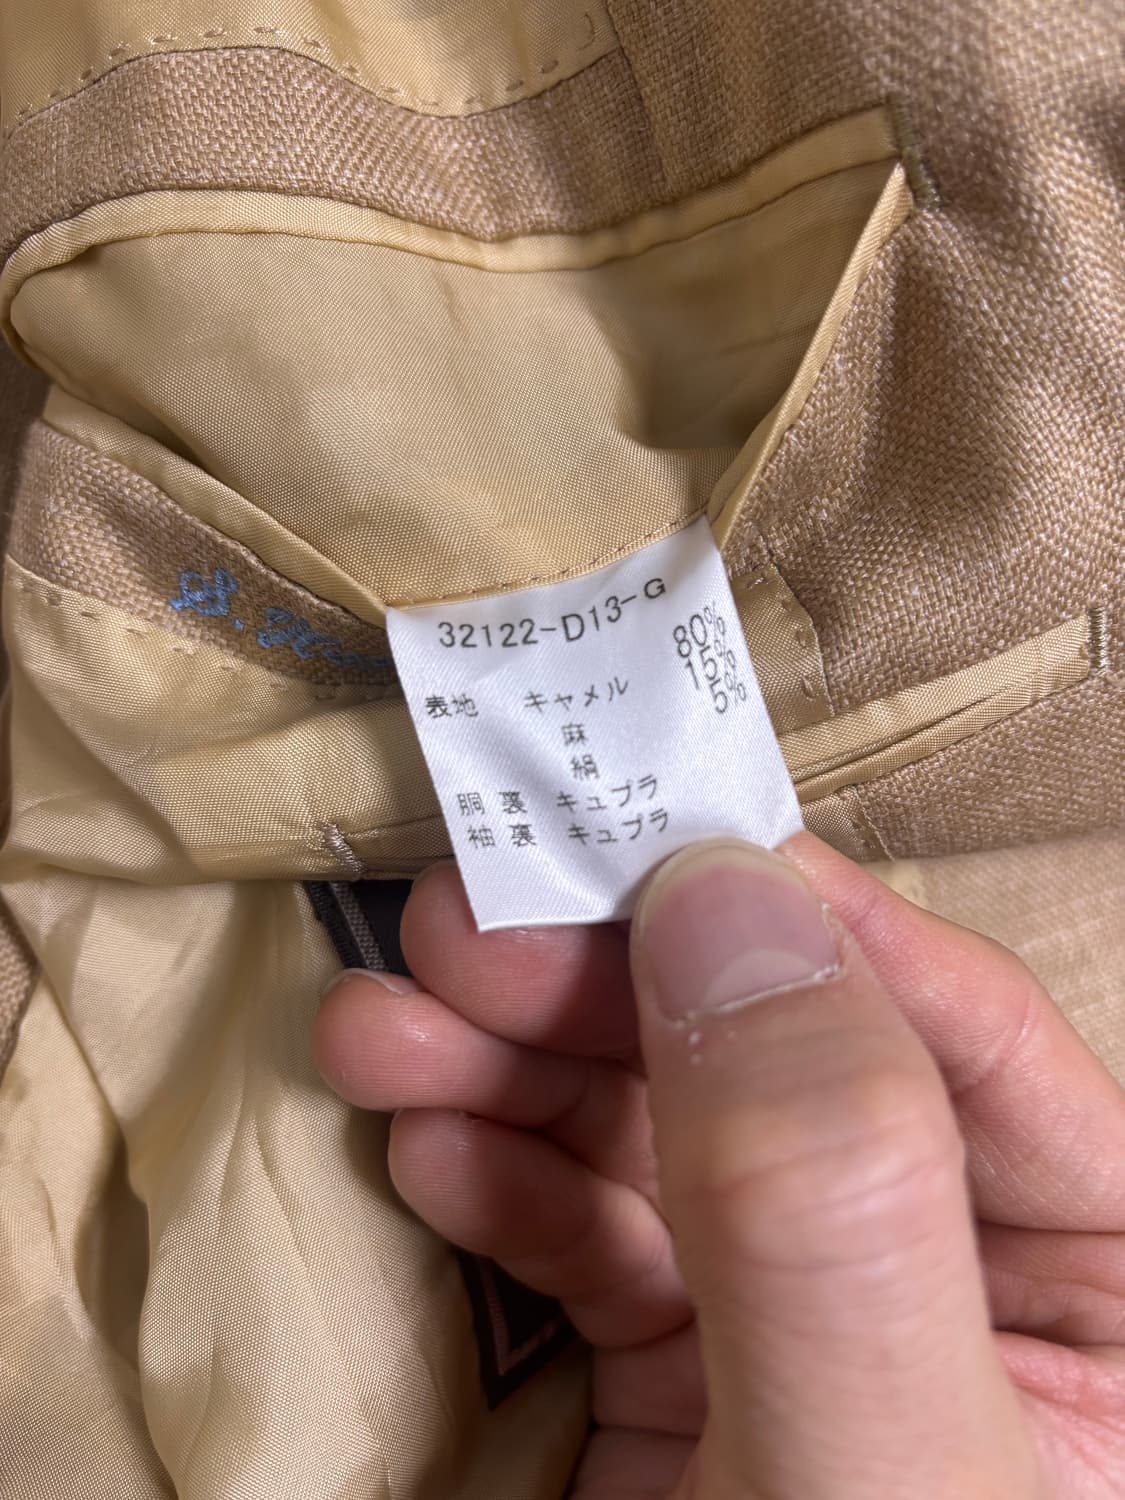 32122-D13-G
表地 キャメル 80%
麻 15%
絹 5%
胴裏 キュプラ
袖裏 キュプラ